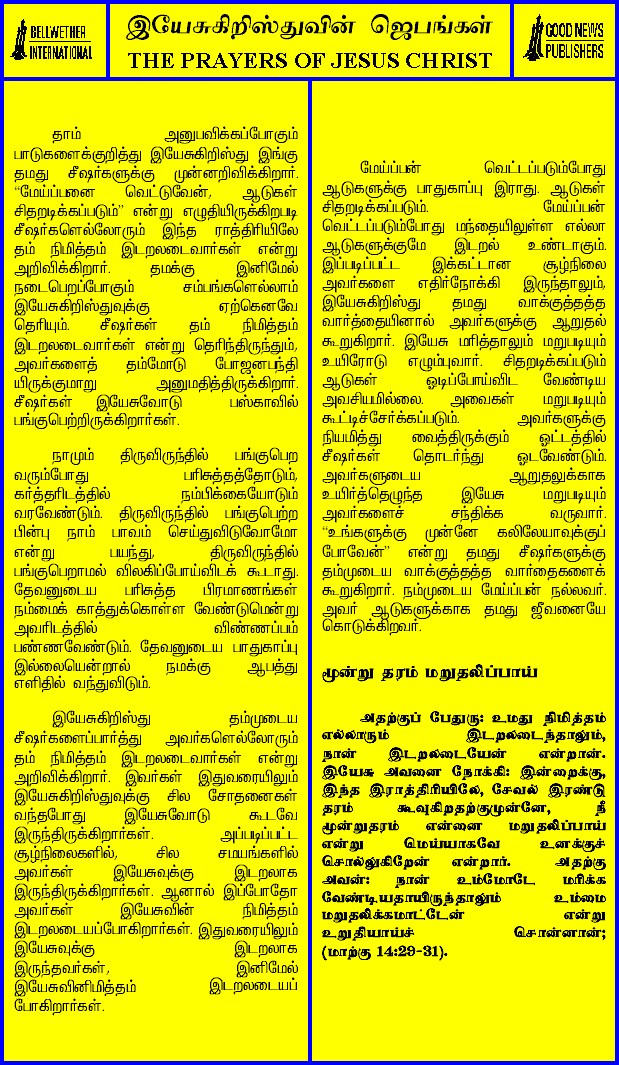 BELLWETHER
INTERNATIONAL
இயேசுகிறிஸ்துவின் ஜெபங்கள்
THE PRAYERS OF JESUS CHRIST
GOOD NEWS
PUBLISHERS
தாம் அனுபவிக்கப்போகும்
பாடுகளைக்குறித்து இயேசுகிறிஸ்து இங்கு
தமது சீஷர்களுக்கு முன்னறிவிக்கிறார்.
“மேய்ப்பனை வெட்டுவேன், ஆடுகள்
சிதறடிக்கப்படும்” என்று எழுதியிருக்கிறபடி
சீஷர்களெல்லோரும் இந்த ராத்திரியிலே
தம் நிமித்தம் இடறலடைவார்கள் என்று
அறிவிக்கிறார். தமக்கு இனிமேல்
நடைபெறப்போகும் சம்பங்களெல்லாம்
இயேசுகிறிஸ்துவுக்கு ஏற்கெனவே
தெரியும். சீஷர்கள் தம் நிமித்தம்
இடறலடைவார்கள் என்று தெரிந்திருந்தும்,
அவர்களைத் தம்மோடு போஜனபந்தி
யிருக்குமாறு அனுமதித்திருக்கிறார்.
சீஷர்கள் இயேசுவோடு பஸ்காவில்
பங்குபெற்றிருக்கிறார்கள்.
நாமும் திருவிருந்தில் பங்குபெற
வரும்போது பரிசுத்தத்தோடும்,
கர்த்தரிடத்தில் நம்பிக்கையோடும்
வரவேண்டும். திருவிருந்தில் பங்குபெற்ற
பின்பு நாம் பாவம் செய்துவிடுவோமோ
என்று பயந்து, திருவிருந்தில்
பங்குபெறாமல் விலகிப்போய்விடக் கூடாது.
தேவனுடைய பரிசுத்த பிரமாணங்கள்
நம்மைக் காத்துக்கொள்ள வேண்டுமென்று
அவரிடத்தில் விண்ணப்பம்
பண்ணவேண்டும். தேவனுடைய பாதுகாப்பு
இல்லையென்றால் நமக்கு ஆபத்து
எளிதில் வந்துவிடும்.
இயேசுகிறிஸ்து தம்முடைய
சீஷர்களைப்பார்த்து அவர்களெல்லோரும்
தம் நிமித்தம் இடறலடைவார்கள் என்று
அறிவிக்கிறார். இவர்கள் இதுவரையிலும்
இயேசுகிறிஸ்துவுக்கு சில சோதனைகள்
வந்தபோது இயேசுவோடு கூடவே
இருந்திருக்கிறார்கள். அப்படிப்பட்ட
சூழ்நிலைகளில், சில சமயங்களில்
அவர்கள் இயேசுவுக்கு இடறலாக
இருந்திருக்கிறார்கள். ஆனால் இப்போதோ
அவர்கள் இயேசுவின் நிமித்தம்
இடறலடையப்போகிறார்கள். இதுவரையிலும்
இயேசுவுக்கு இடறலாக
இருந்தவர்கள், இனிமேல்
இயேசுவினிமித்தம் இடறலடையப்
போகிறார்கள்.
மேய்ப்பன் வெட்டப்படும்போது
ஆடுகளுக்கு பாதுகாப்பு இராது. ஆடுகள்
சிதறடிக்கப்படும். மேய்ப்பன்
வெட்டப்படும்போது மந்தையிலுள்ள எல்லா
ஆடுகளுக்குமே இடறல் உண்டாகும்.
இப்படிப்பட்ட இக்கட்டான சூழ்நிலை
அவர்களை எதிர்நோக்கி இருந்தாலும்,
இயேசுகிறிஸ்து தமது வாக்குத்தத்த
வார்த்தையினால் அவர்களுக்கு ஆறுதல்
கூறுகிறார். இயேசு மரித்தாலும் மறுபடியும்
உயிரோடு எழும்புவார். சிதறடிக்கப்படும்
ஆடுகள் ஓடிப்போய்விட வேண்டிய
அவசியமில்லை. அவைகள் மறுபடியும்
கூட்டிச்சேர்க்கப்படும். அவர்களுக்கு
நியமித்து வைத்திருக்கும் ஓட்டத்தில்
சீஷர்கள் தொடர்ந்து ஓடவேண்டும்.
அவர்களுடைய ஆறுதலுக்காக
உயிர்த்தெழுந்த இயேசு மறுபடியும்
அவர்களைச் சந்திக்க வருவார்.
“உங்களுக்கு முன்னே கலிலேயாவுக்குப்
போவேன்” என்று தமது சீஷர்களுக்கு
தம்முடைய வாக்குத்தத்த வார்தைகளைக்
கூறுகிறார். நம்முடைய மேய்ப்பன் நல்லவர்.
அவர் ஆடுகளுக்காக தமது ஜீவனையே
கொடுக்கிறவர்.
மூன்று தரம் மறுதலிப்பாய்
அதற்குப் பேதுரு: உமது நிமித்தம்
எல்லாரும் இடறலடைந்தாலும்,
நான் இடறலடையேன் என்றான்.
இயேசு அவனை நோக்கி: இன்றைக்கு,
இந்த இராத்திரியிலே, சேவல் இரண்டு
தரம் கூவுகிறதற்குமுன்னே, நீ
மூன்றுதரம் என்னை மறுதலிப்பாய்
என்று மெய்யாகவே உனக்குச்
சொல்லுகிறேன் என்றார். அதற்கு
அவன்: நான் உம்மோடே மரிக்க
வேண்டியதாயிருந்தாலும் உம்மை
மறுதலிக்கமாட்டேன் என்று
உறுதியாய்ச் சொன்னான்;
(மாற்கு 14:29-31).